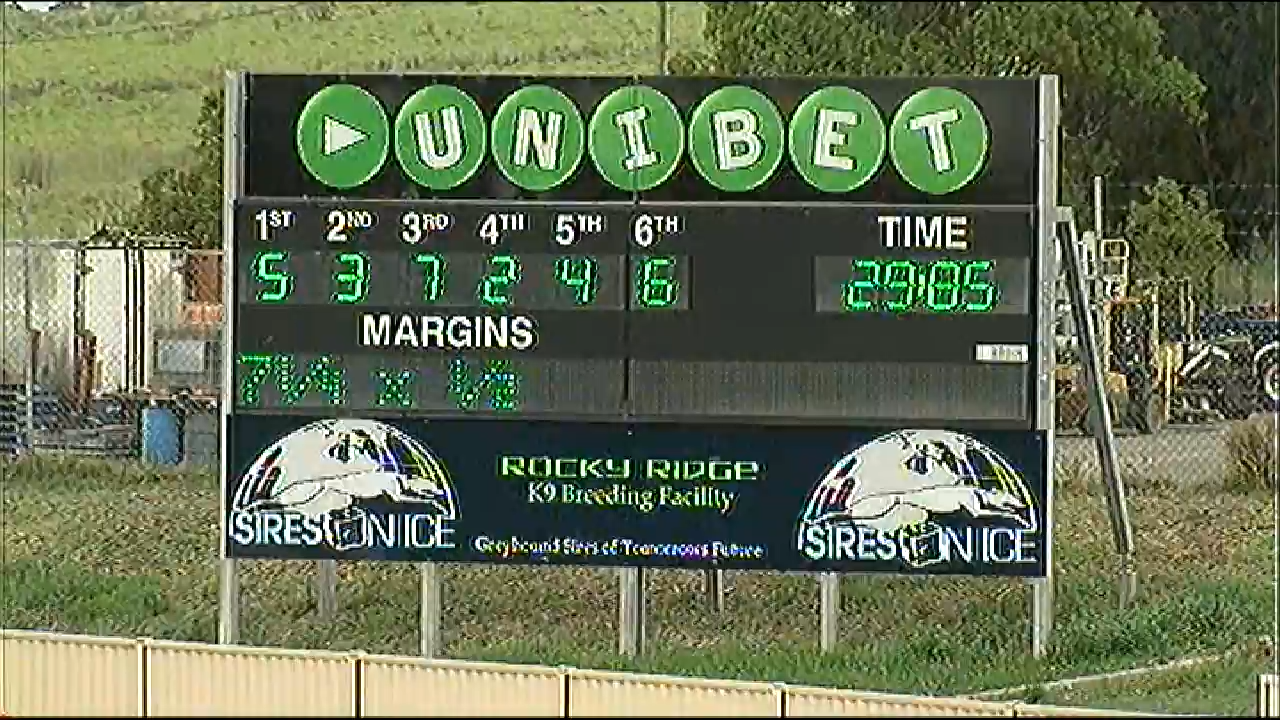 UNIBET
1ST 2ND 3RD 4TH 5TH 6TH TIME
5 3 7 2 4 6 29:85
MARGINS
7¼ x ½
ROCKY RIDGE
K9 Breeding Facility
SIRES ON ICE SIRES ON ICE
Greyhound Sires of Tomorrows Future